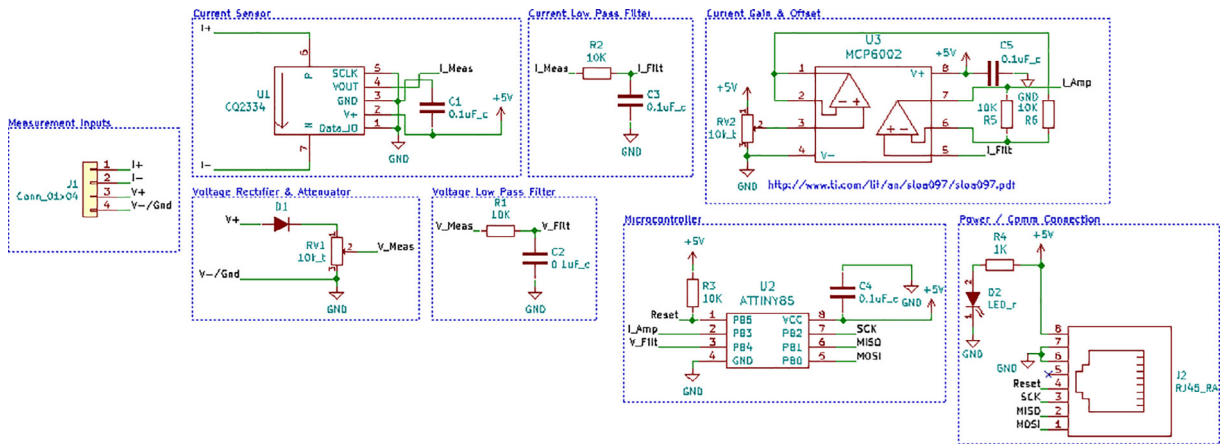 Measurement Inputs
J1
Conn_01x04
1 I+
2 I-
3 V+
4 V-/Gnd
Current Sensor
I+
6
P
U1
CQ2334
N
7
I-
SCLK 5
VOUT 4
GND 3
V+ 2
Data_IO 1
I_Meas
C1
0.1uF_c
+5V
GND
Current Low Pass Filter
R2
10K
I_Meas
I_Filt
C3
0.1uF_c
GND
Current Gain & Offset
U3
MCP6002
+5V
C5
0.1uF_c
GND
I_Amp
+5V
RV2
10k_t
1
2
3
4
V+ 8
7
6
5
V-
10K
R5
10K
R6
I_Filt
GND
http://www.ti.com/lit/an/sloa097/sloa097.pdf
Voltage Rectifier & Attenuator
D1
V+
RV1
10k_t
1
2
3
V_Meas
V-/Gnd
GND
Voltage Low Pass Filter
R1
10K
V_Meas
V_Filt
C2
0.1uF_c
GND
Microcontroller
+5V
R3
10K
U2
ATTINY85
C4
0.1uF_c
GND
+5V
Reset 1 PB5 VCC 8
I_Amp 2 PB3 PB2 7 SCK
V_Filt 3 PB4 PB1 6 MISO
4 GND PB0 5 MOSI
GND
Power / Comm Connection
R4
1K
+5V
D2
LED_r
2
1
GND
8
7
6
GND
5
Reset 4
SCK 3
MISO 2
MOSI 1
J2
RJ45_RA